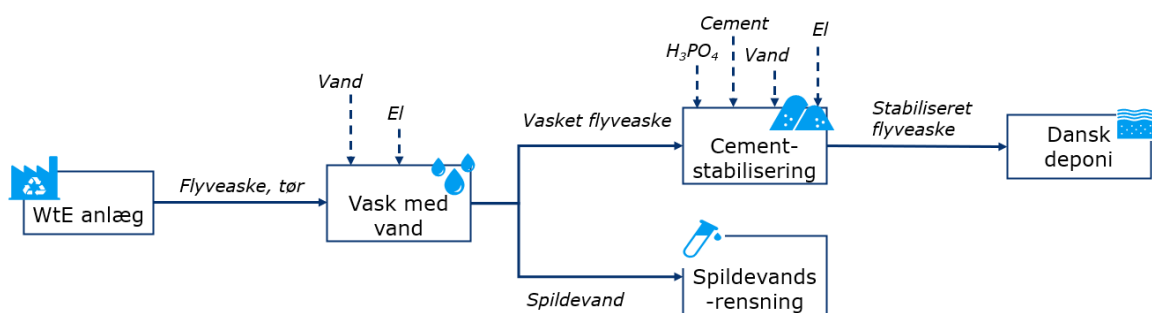 Cement
El
H₃PO₄
Vand
Vand
El
Vasket flyveaske
Stabiliseret
flyveaske
Cement-
stabilisering
Dansk
deponi
Flyveaske, tør
WtE anlæg
Vask med
vand
Spildevand
Spildevands
-rensning